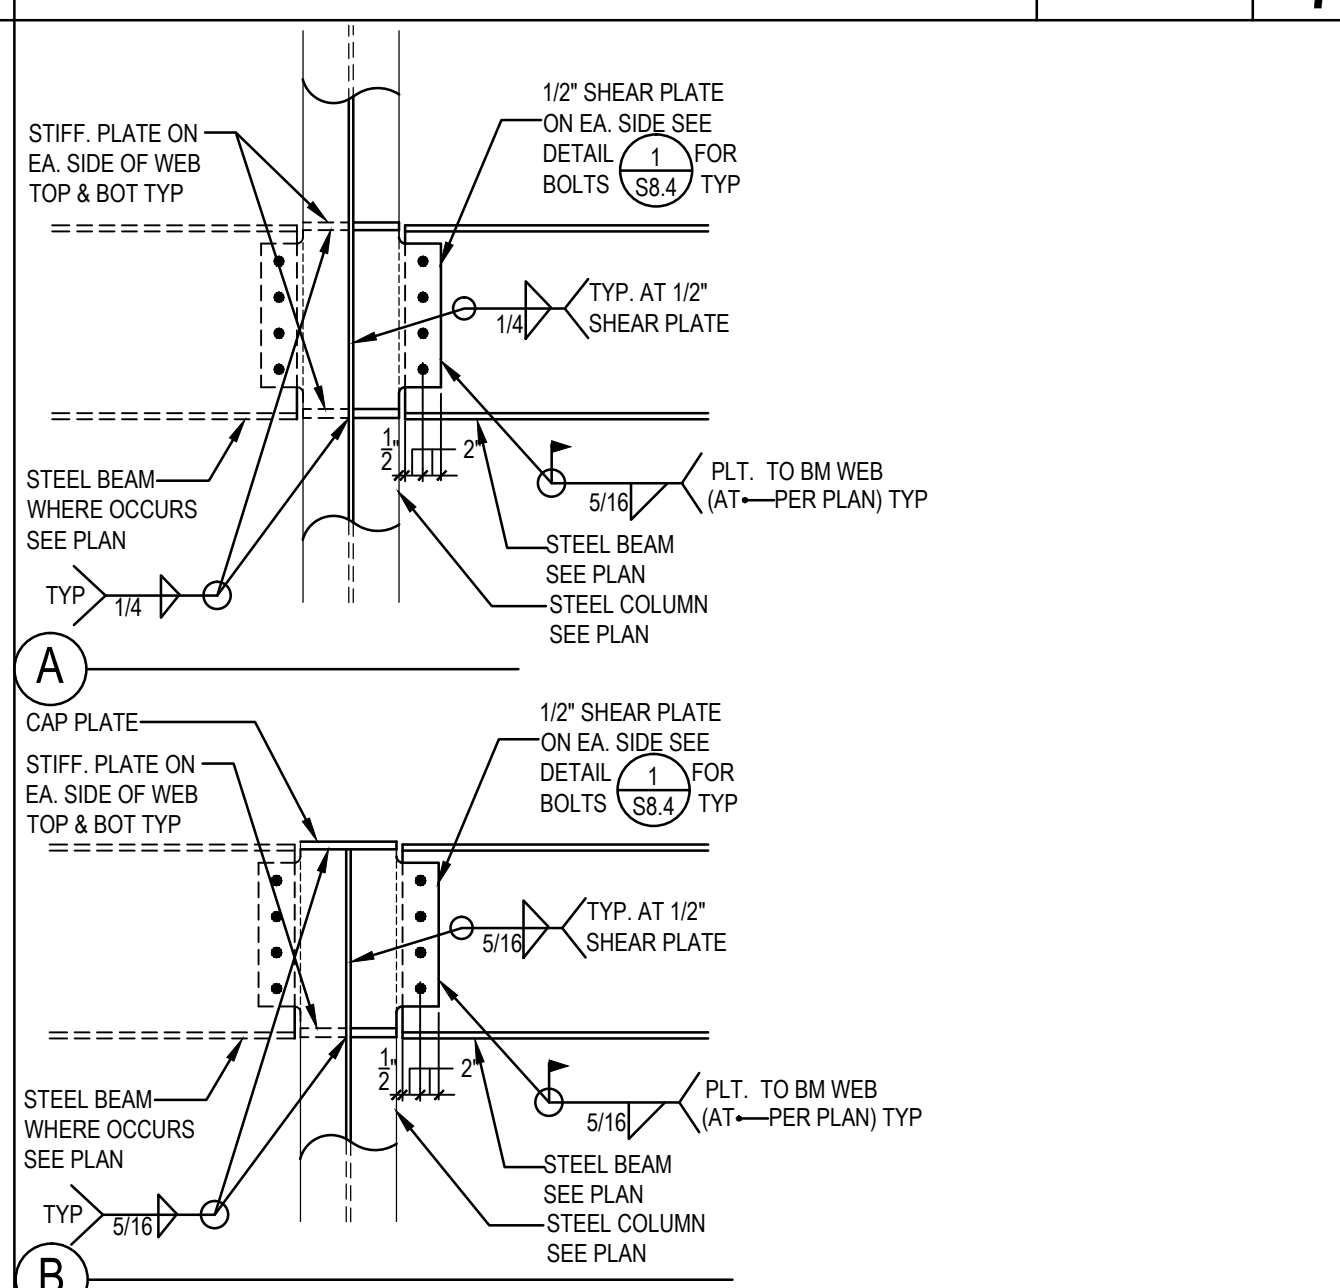 STIFF. PLATE ON
EA. SIDE OF WEB
TOP & BOT TYP
1/2" SHEAR PLATE
ON EA. SIDE SEE
DETAIL 1 FOR
BOLTS S8.4 TYP
TYP. AT 1/2"
1/4
SHEAR PLATE
1/2" 2"
STEEL BEAM
WHERE OCCURS
SEE PLAN
PLT. TO BM WEB
5/16 (AT PER PLAN) TYP
STEEL BEAM
SEE PLAN
STEEL COLUMN
SEE PLAN
TYP 1/4
A
CAP PLATE
STIFF. PLATE ON
EA. SIDE OF WEB
TOP & BOT TYP
1/2" SHEAR PLATE
ON EA. SIDE SEE
DETAIL 1 FOR
BOLTS S8.4 TYP
TYP. AT 1/2"
5/16 SHEAR PLATE
1/2" 2"
STEEL BEAM
WHERE OCCURS
SEE PLAN
PLT. TO BM WEB
5/16 (AT PER PLAN) TYP
STEEL BEAM
SEE PLAN
STEEL COLUMN
SEE PLAN
TYP 5/16
B